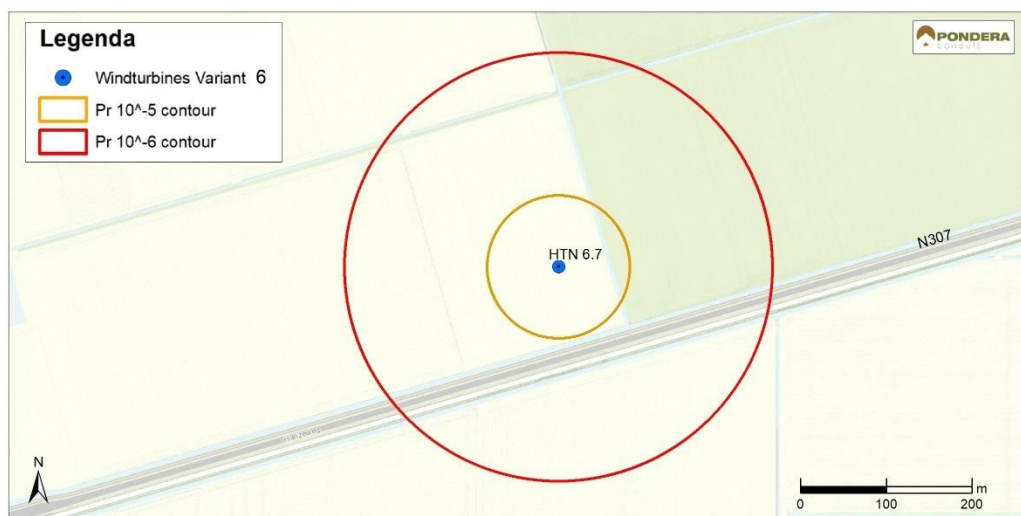 Legenda
PONDERA
consult
Windturbines Variant 6
Pr 10^-5 contour
Pr 10^-6 contour
N307
HTN 6.7
Hanzeweg
N
m
0 100 200